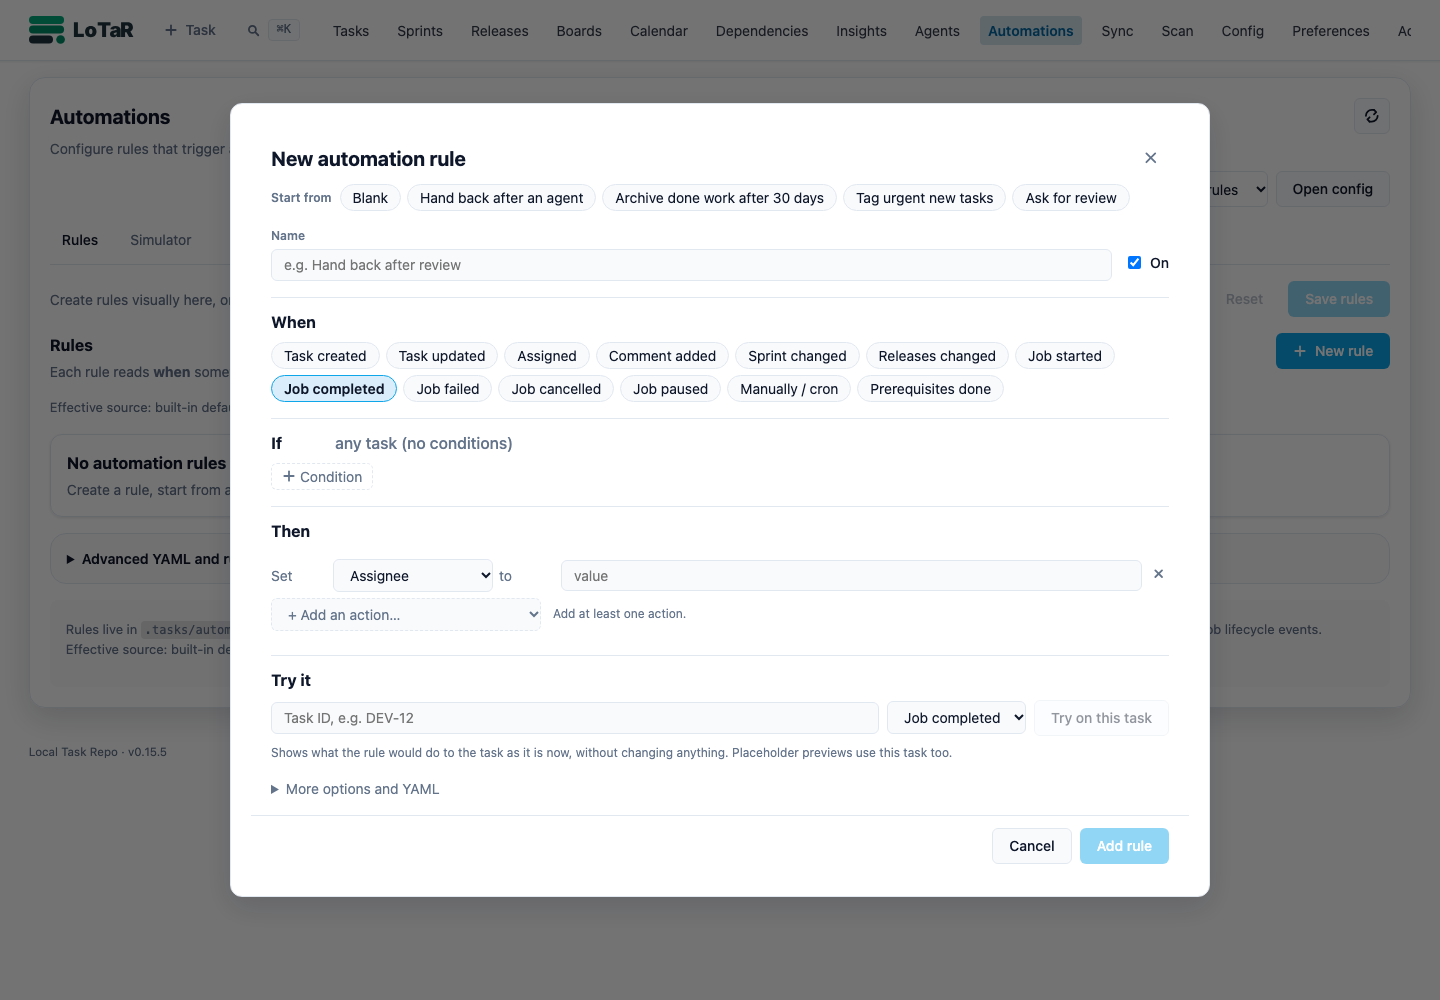 LoTaR + Task ⌘K Tasks Sprints Releases Boards Calendar Dependencies Insights Agents Automations Sync Scan Config Preferences
Automations
Configure rules that trigger
New automation rule ✕
Start from Blank Hand back after an agent Archive done work after 30 days Tag urgent new tasks Ask for review
rules Open config
Name
Rules Simulator
e.g. Hand back after review On
Create rules visually here, or Reset Save rules
When
Rules
Each rule reads when some + New rule
Task created Task updated Assigned Comment added Sprint changed Releases changed Job started
Job completed Job failed Job cancelled Job paused Manually / cron Prerequisites done
Effective source: built-in
If any task (no conditions)
No automation rules
+ Condition
Create a rule, start from a
Then
Advanced YAML and
Set Assignee to value ✕
+ Add an action... Add at least one action.
Rules live in .tasks/autom job lifecycle events.
Effective source: built-in
Try it
Task ID, e.g. DEV-12 Job completed Try on this task
Shows what the rule would do to the task as it is now, without changing anything. Placeholder previews use this task too.
Local Task Repo · v0.15.5
More options and YAML
Cancel Add rule